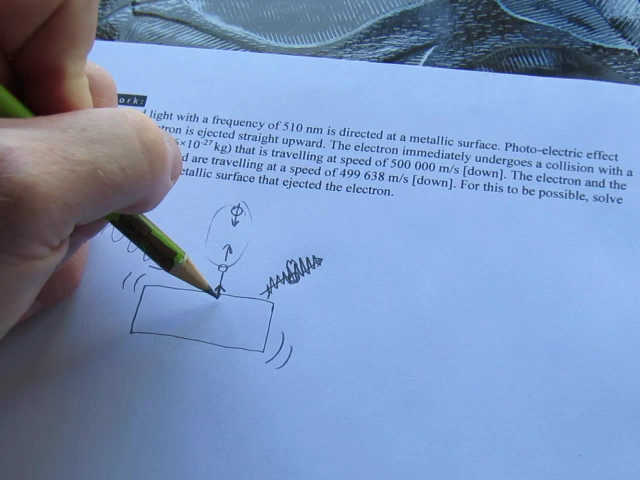 ork:
light with a frequency of 510 nm is directed at a metallic surface. Photo-electric effect
tron is ejected straight upward. The electron immediately undergoes a collision with a
×10⁻²⁷ kg) that is travelling at speed of 500 000 m/s [down]. The electron and the
d are travelling at a speed of 499 638 m/s [down]. For this to be possible, solve
etallic surface that ejected the electron.